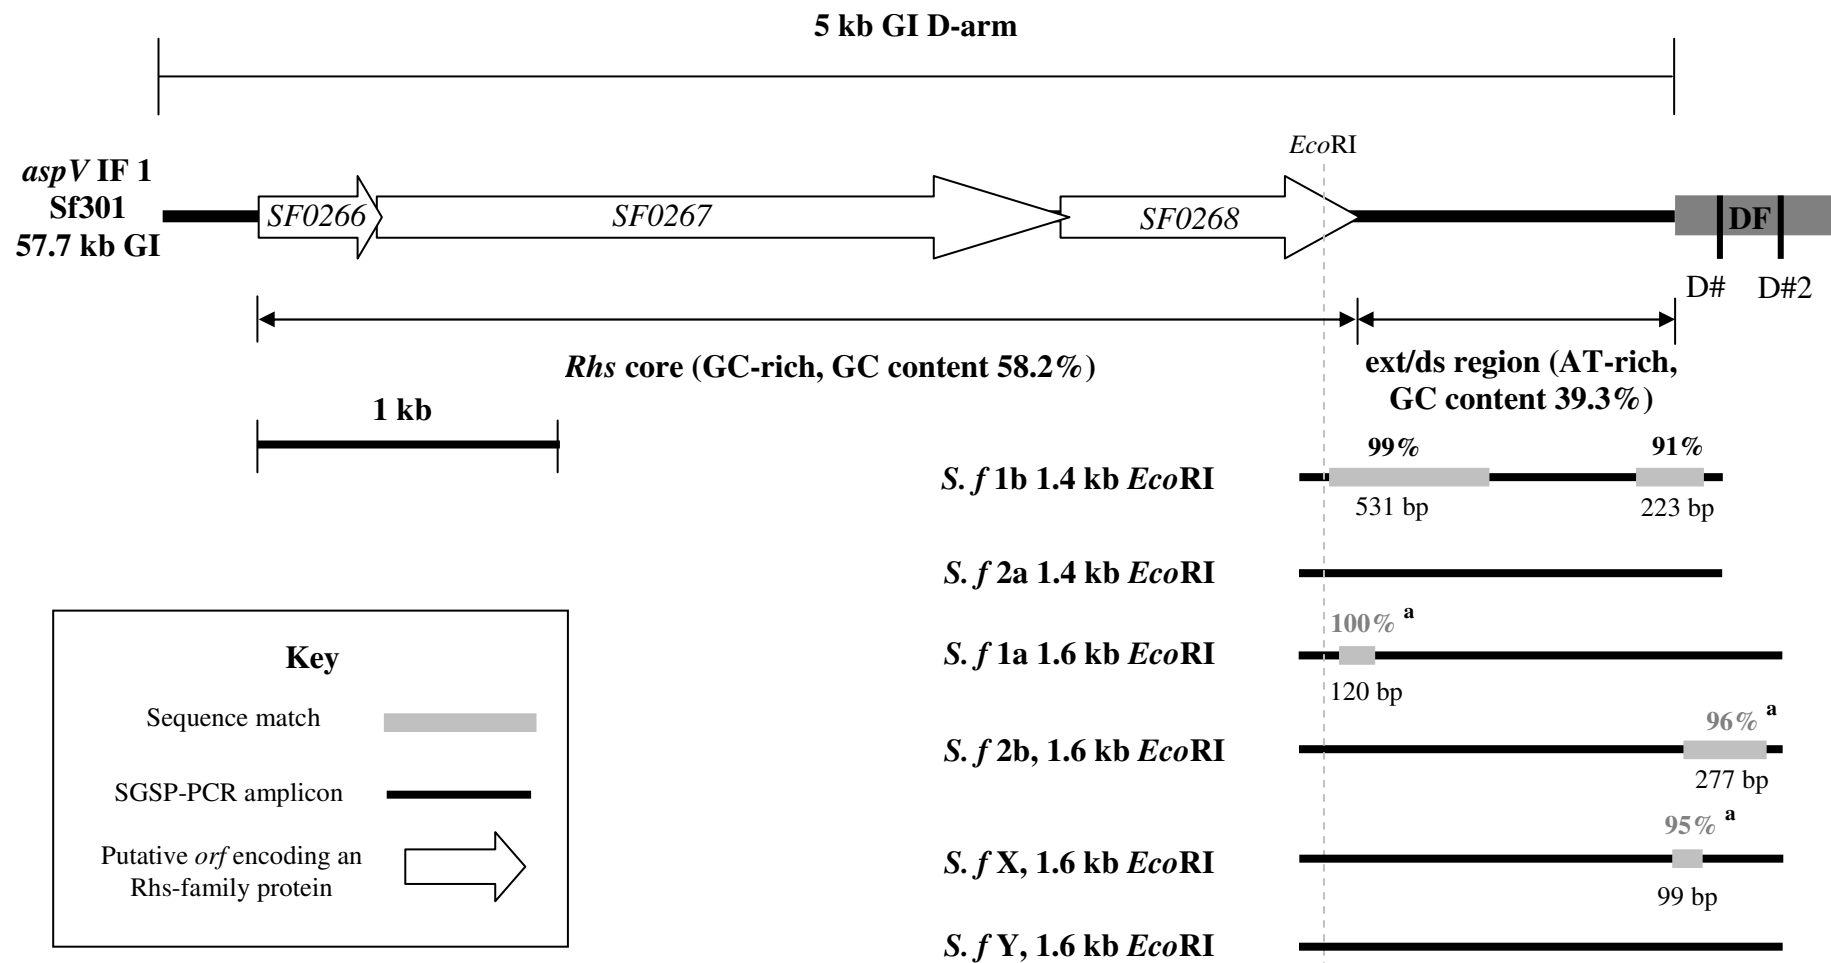 5 kb GI D-arm
EcoRI
aspV IF 1
Sf301
57.7 kb GI
SF0266
SF0267
SF0268
DF
D#
D#2
Rhs core (GC-rich, GC content 58.2%)
ext/ds region (AT-rich,
GC content 39.3%)
1 kb
99%
91%
S. f 1b 1.4 kb EcoRI
531 bp
223 bp
S. f 2a 1.4 kb EcoRI
100% a
S. f 1a 1.6 kb EcoRI
120 bp
96% a
S. f 2b, 1.6 kb EcoRI
277 bp
95% a
S. f X, 1.6 kb EcoRI
99 bp
S. f Y, 1.6 kb EcoRI
Key
Sequence match
SGSP-PCR amplicon
Putative orf encoding an
Rhs-family protein